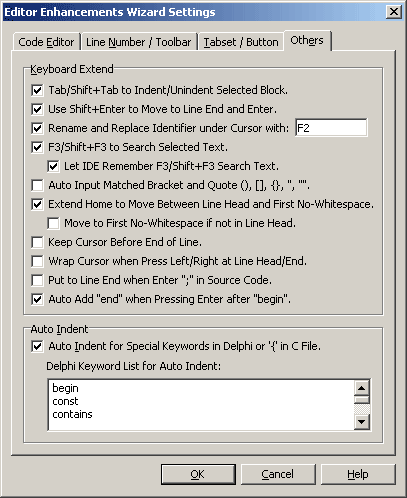 Editor Enhancements Wizard Settings
Code Editor Line Number / Toolbar Tabset / Button Others
Keyboard Extend
Tab/Shift+Tab to Indent/Unindent Selected Block.
Use Shift+Enter to Move to Line End and Enter.
Rename and Replace Identifier under Cursor with: F2
F3/Shift+F3 to Search Selected Text.
Let IDE Remember F3/Shift+F3 Search Text.
Auto Input Matched Bracket and Quote (), [], {}, '', "".
Extend Home to Move Between Line Head and First No-Whitespace.
Move to First No-Whitespace if not in Line Head.
Keep Cursor Before End of Line.
Wrap Cursor when Press Left/Right at Line Head/End.
Put to Line End when Enter ";" in Source Code.
Auto Add "end" when Pressing Enter after "begin".
Auto Indent
Auto Indent for Special Keywords in Delphi or '{' in C File.
Delphi Keyword List for Auto Indent:
begin
const
contains
OK Cancel Help